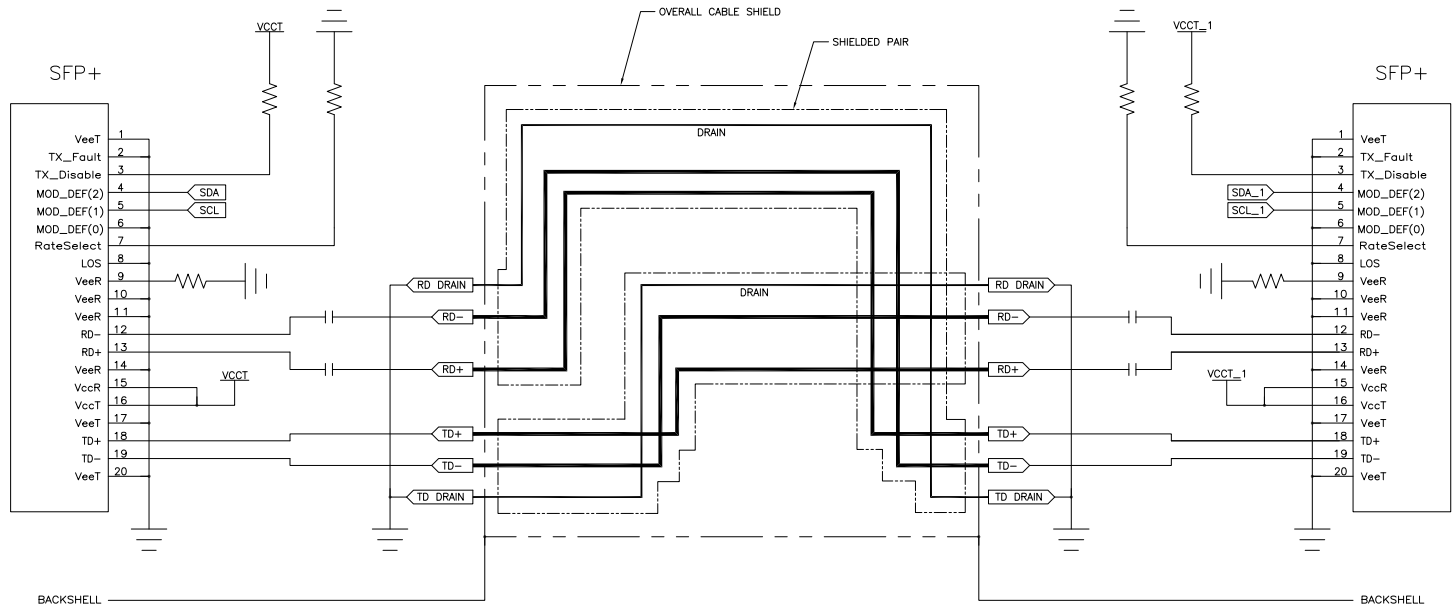 OVERALL CABLE SHIELD
SHIELDED PAIR
VCCT
VCCT_1
SFP+
SFP+
DRAIN
DRAIN
VeeT 1
TX_Fault 2
TX_Disable 3
MOD_DEF(2) 4 SDA
MOD_DEF(1) 5 SCL
MOD_DEF(0) 6
RateSelect 7
LOS 8
VeeR 9
VeeR 10
VeeR 11
RD- 12
RD+ 13
VeeR 14
VccR 15
VccT 16
VCCT
VeeT 17
TD+ 18
TD- 19
VeeT 20
RD DRAIN
RD-
RD+
TD+
TD-
TD DRAIN
RD DRAIN
RD-
RD+
TD+
TD-
TD DRAIN
1 VeeT
2 TX_Fault
3 TX_Disable
SDA_1 4 MOD_DEF(2)
SCL_1 5 MOD_DEF(1)
6 MOD_DEF(0)
7 RateSelect
8 LOS
9 VeeR
10 VeeR
11 VeeR
12 RD-
13 RD+
14 VeeR
VCCT_1
15 VccR
16 VccT
17 VeeT
18 TD+
19 TD-
20 VeeT
BACKSHELL
BACKSHELL